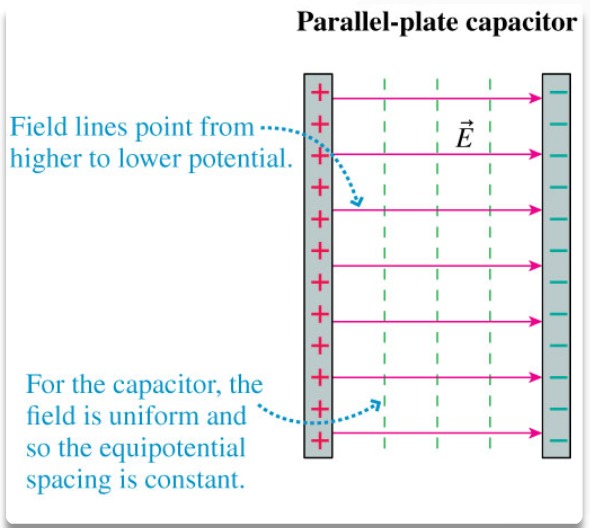 Parallel-plate capacitor
Field lines point from
higher to lower potential.
E⃗
For the capacitor, the
field is uniform and
so the equipotential
spacing is constant.